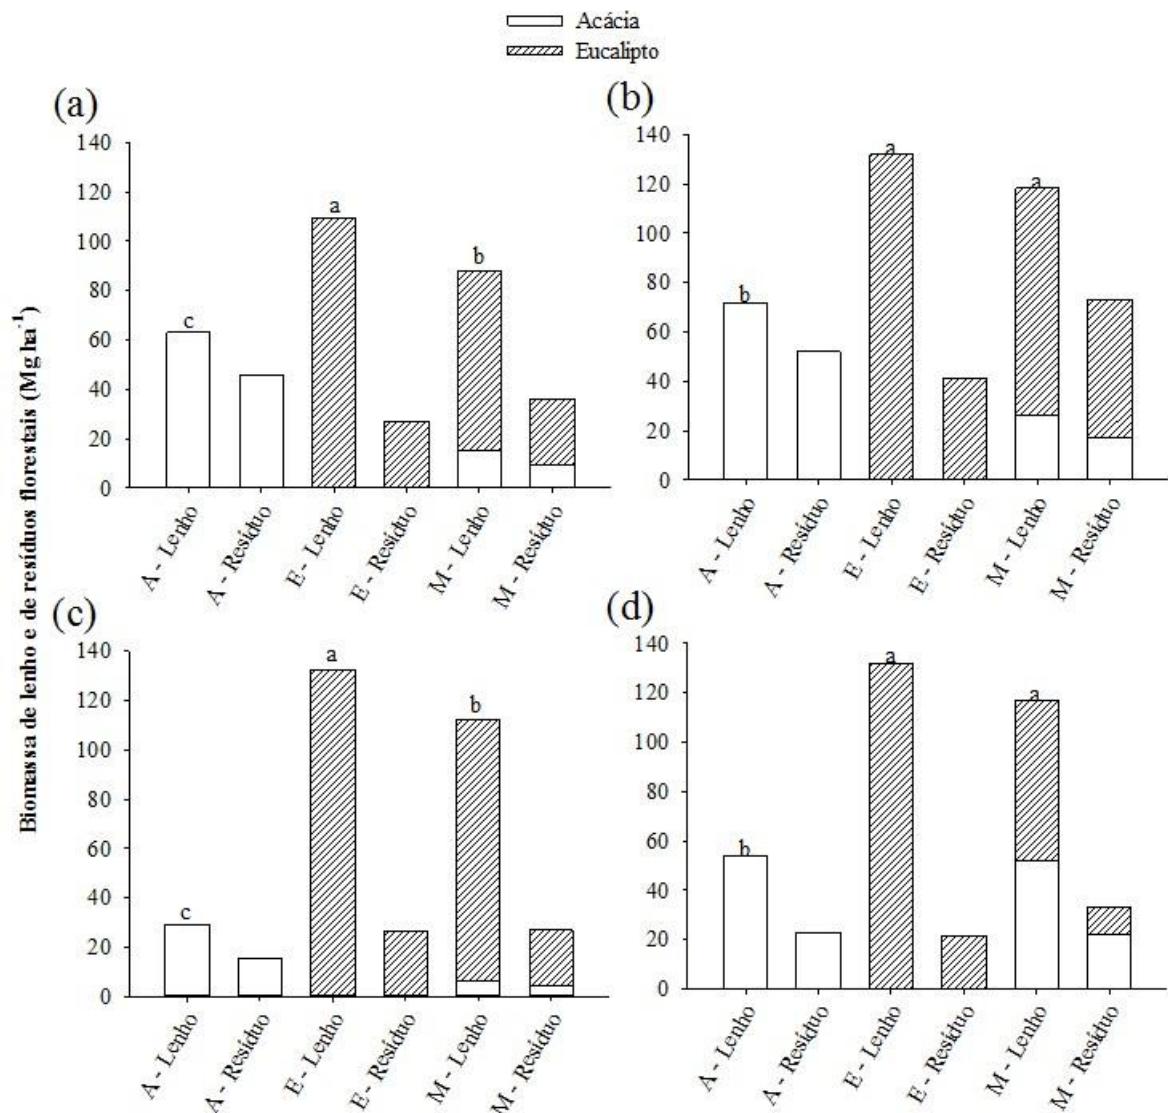 Acácia
Eucalipto
Biomassa de lenho e de resíduos florestais (Mg ha⁻¹)
(a)
140
120
100
80
60
40
20
0
c
a
b
A - Lenho
A - Resíduo
E - Lenho
E - Resíduo
M - Lenho
M - Resíduo
(b)
140
120
100
80
60
40
20
0
b
a
a
A - Lenho
A - Resíduo
E - Lenho
E - Resíduo
M - Lenho
M - Resíduo
(c)
140
120
100
80
60
40
20
0
c
a
b
A - Lenho
A - Resíduo
E - Lenho
E - Resíduo
M - Lenho
M - Resíduo
(d)
140
120
100
80
60
40
20
0
b
a
a
A - Lenho
A - Resíduo
E - Lenho
E - Resíduo
M - Lenho
M - Resíduo